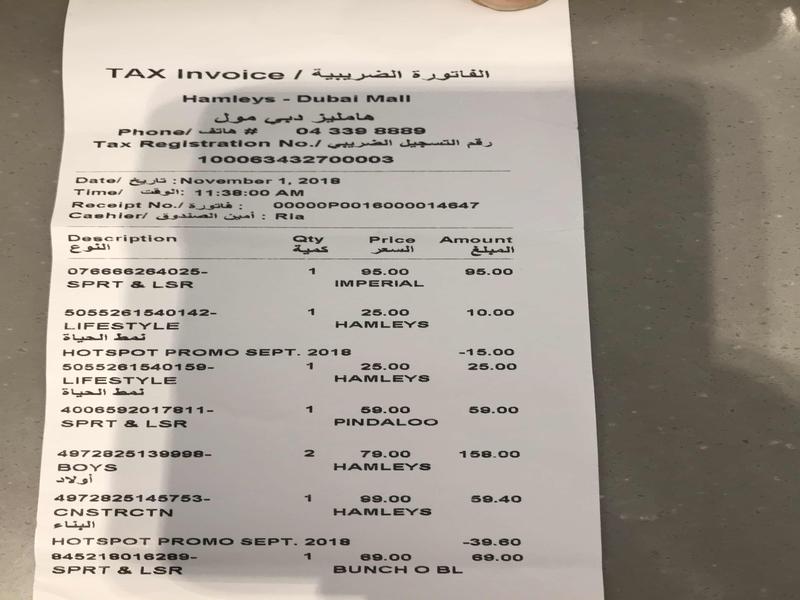 TAX Invoice / الفاتورة الضريبية
Hamleys - Dubai Mall
هامليز دبي مول
Phone/ هاتف # 04 339 8889
Tax Registration No./ رقم التسجيل الضريبي
100063432700003
Date/ تاريخ : November 1, 2018
Time/ الوقت: 11:38:00 AM
Receipt No./ فاتورة : 00000P0016000014647
Cashier/ أمين الصندوق : Ria
Description Qty Price Amount
النوع كمية السعر المبلغ
076666264025- 1 95.00 95.00
SPRT & LSR IMPERIAL
5055261540142- 1 25.00 10.00
LIFESTYLE HAMLEYS
نمط الحياة
HOTSPOT PROMO SEPT. 2018 -15.00
5055261540159- 1 25.00 25.00
LIFESTYLE HAMLEYS
نمط الحياة
4006592017811- 1 59.00 59.00
SPRT & LSR PINDALOO
4972825139998- 2 79.00 158.00
BOYS HAMLEYS
أولاد
4972825145753- 1 99.00 59.40
CNSTRCTN HAMLEYS
البناء
HOTSPOT PROMO SEPT. 2018 -39.60
845218016289- 1 69.00 69.00
SPRT & LSR BUNCH O BL